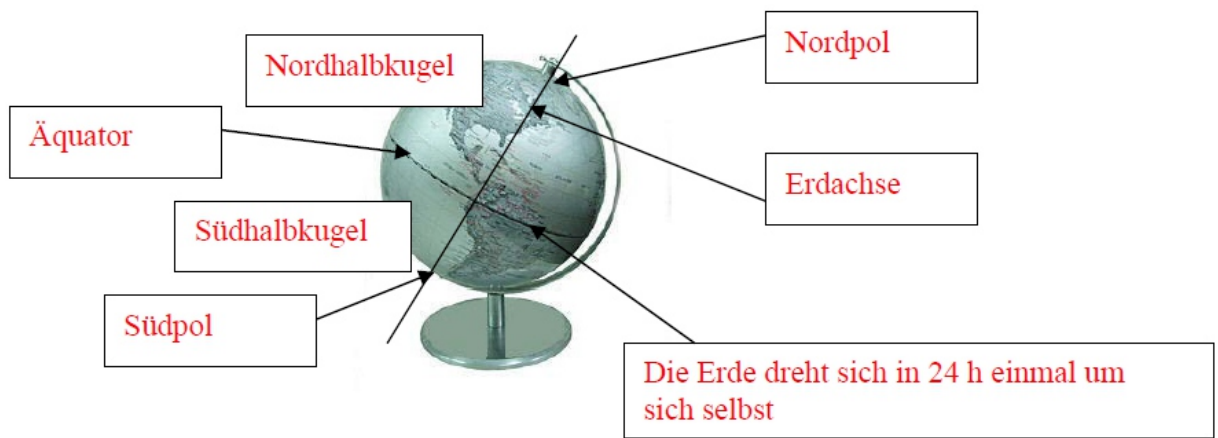 Nordpol
Nordhalbkugel
Äquator
Erdachse
Südhalbkugel
Südpol
Die Erde dreht sich in 24 h einmal um
sich selbst